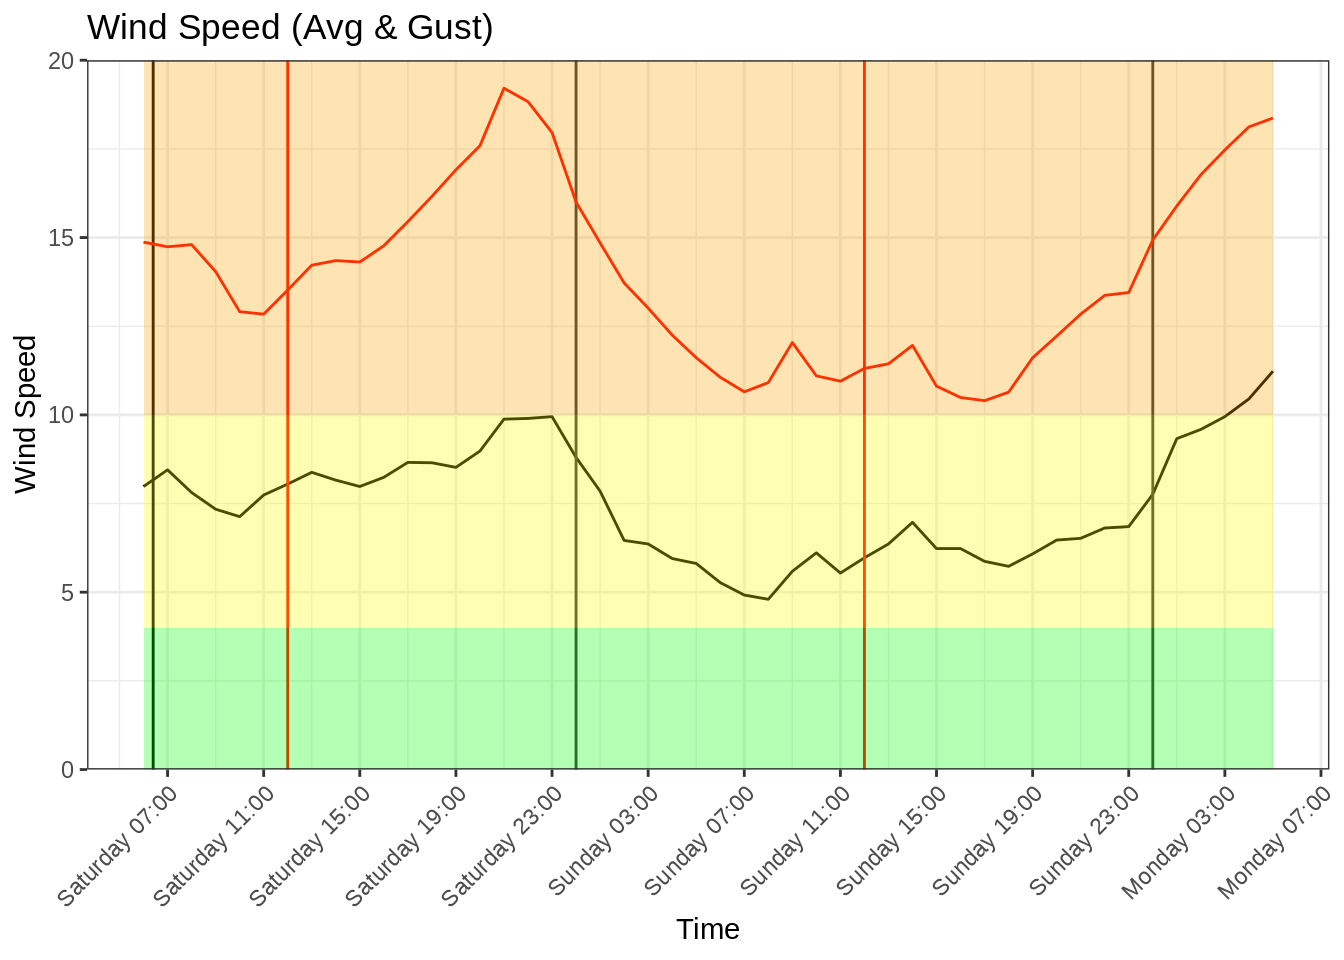 Wind Speed (Avg & Gust)
20
15
10
5
0
Wind Speed
Saturday 07:00
Saturday 11:00
Saturday 15:00
Saturday 19:00
Saturday 23:00
Sunday 03:00
Sunday 07:00
Sunday 11:00
Sunday 15:00
Sunday 19:00
Sunday 23:00
Monday 03:00
Monday 07:00
Time